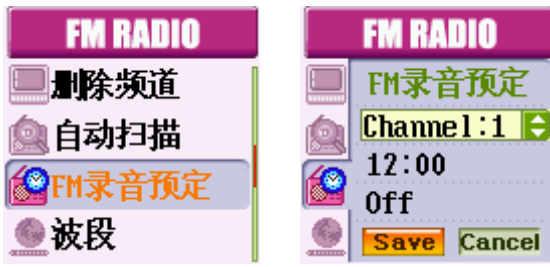 FM RADIO
删除频道
自动扫描
FM录音预定
波段
FM RADIO
FM录音预定
Channel:1
12:00
Off
Save Cancel